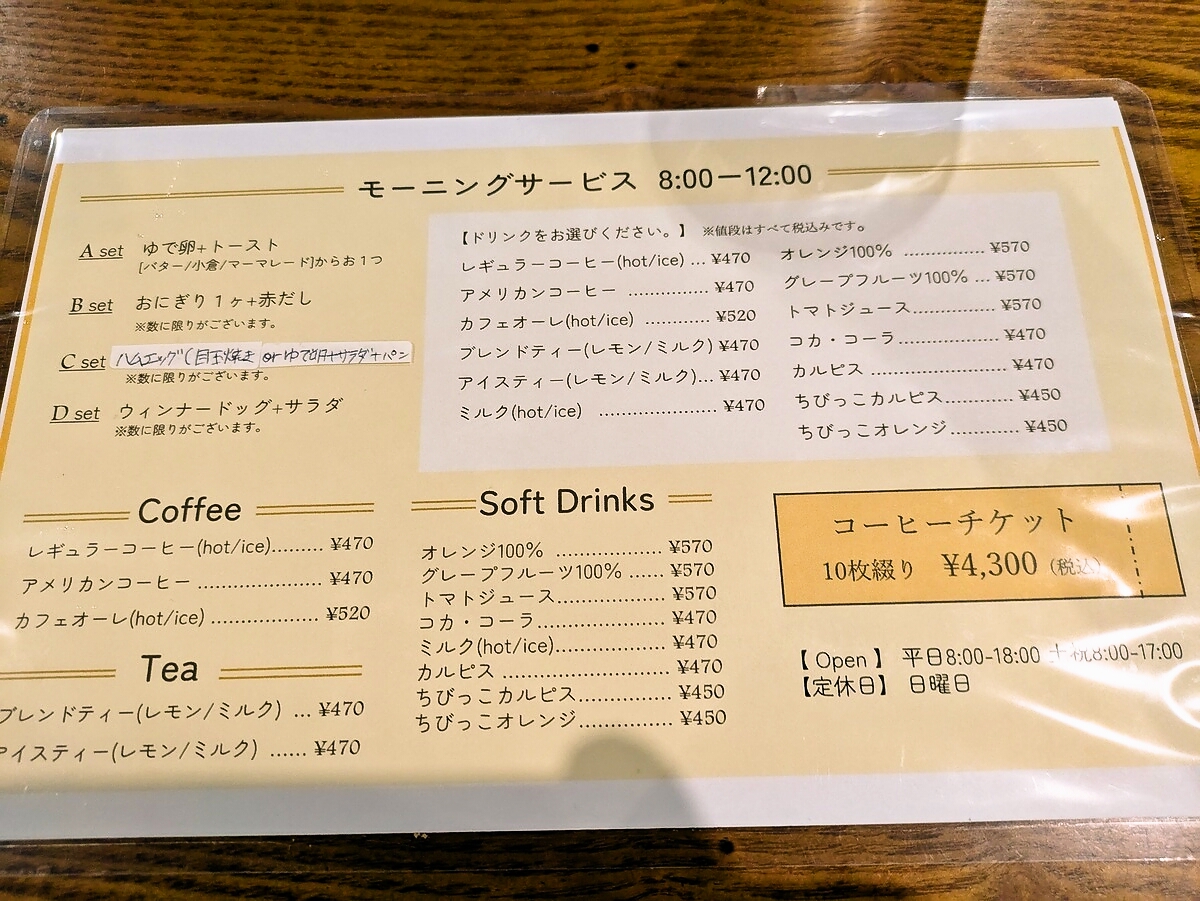 モーニングサービス 8:00ー12:00
A set ゆで卵+トースト
[バター/小倉/マーマレード]からお1つ
B set おにぎり1ヶ+赤だし
※数に限りがございます。
C set ハムエッグ(目玉焼き or ゆで卵+サラダ+パン
※数に限りがございます。
D set ウィンナードッグ+サラダ
※数に限りがございます。
【ドリンクをお選びください。】 ※値段はすべて税込みです。
レギュラーコーヒー(hot/ice) … ¥470
アメリカンコーヒー …………… ¥470
カフェオーレ(hot/ice) ………… ¥520
ブレンドティー(レモン/ミルク) ¥470
アイスティー(レモン/ミルク)… ¥470
ミルク(hot/ice) ………………… ¥470
オレンジ100% …………… ¥570
グレープフルーツ100% … ¥570
トマトジュース…………… ¥570
コカ・コーラ……………… ¥470
カルピス …………………… ¥470
ちびっこカルピス………… ¥450
ちびっこオレンジ………… ¥450
Coffee
レギュラーコーヒー(hot/ice)……… ¥470
アメリカンコーヒー ………………… ¥470
カフェオーレ(hot/ice) ……………… ¥520
Tea
ブレンドティー(レモン/ミルク) … ¥470
アイスティー(レモン/ミルク) …… ¥470
Soft Drinks
オレンジ100% ……………… ¥570
グレープフルーツ100% …… ¥570
トマトジュース……………… ¥570
コカ・コーラ………………… ¥470
ミルク(hot/ice)……………… ¥470
カルピス ……………………… ¥470
ちびっこカルピス…………… ¥450
ちびっこオレンジ…………… ¥450
コーヒーチケット
10枚綴り ¥4,300 (税込)
【 Open 】 平日8:00-18:00 土祝8:00-17:00
【定休日】 日曜日